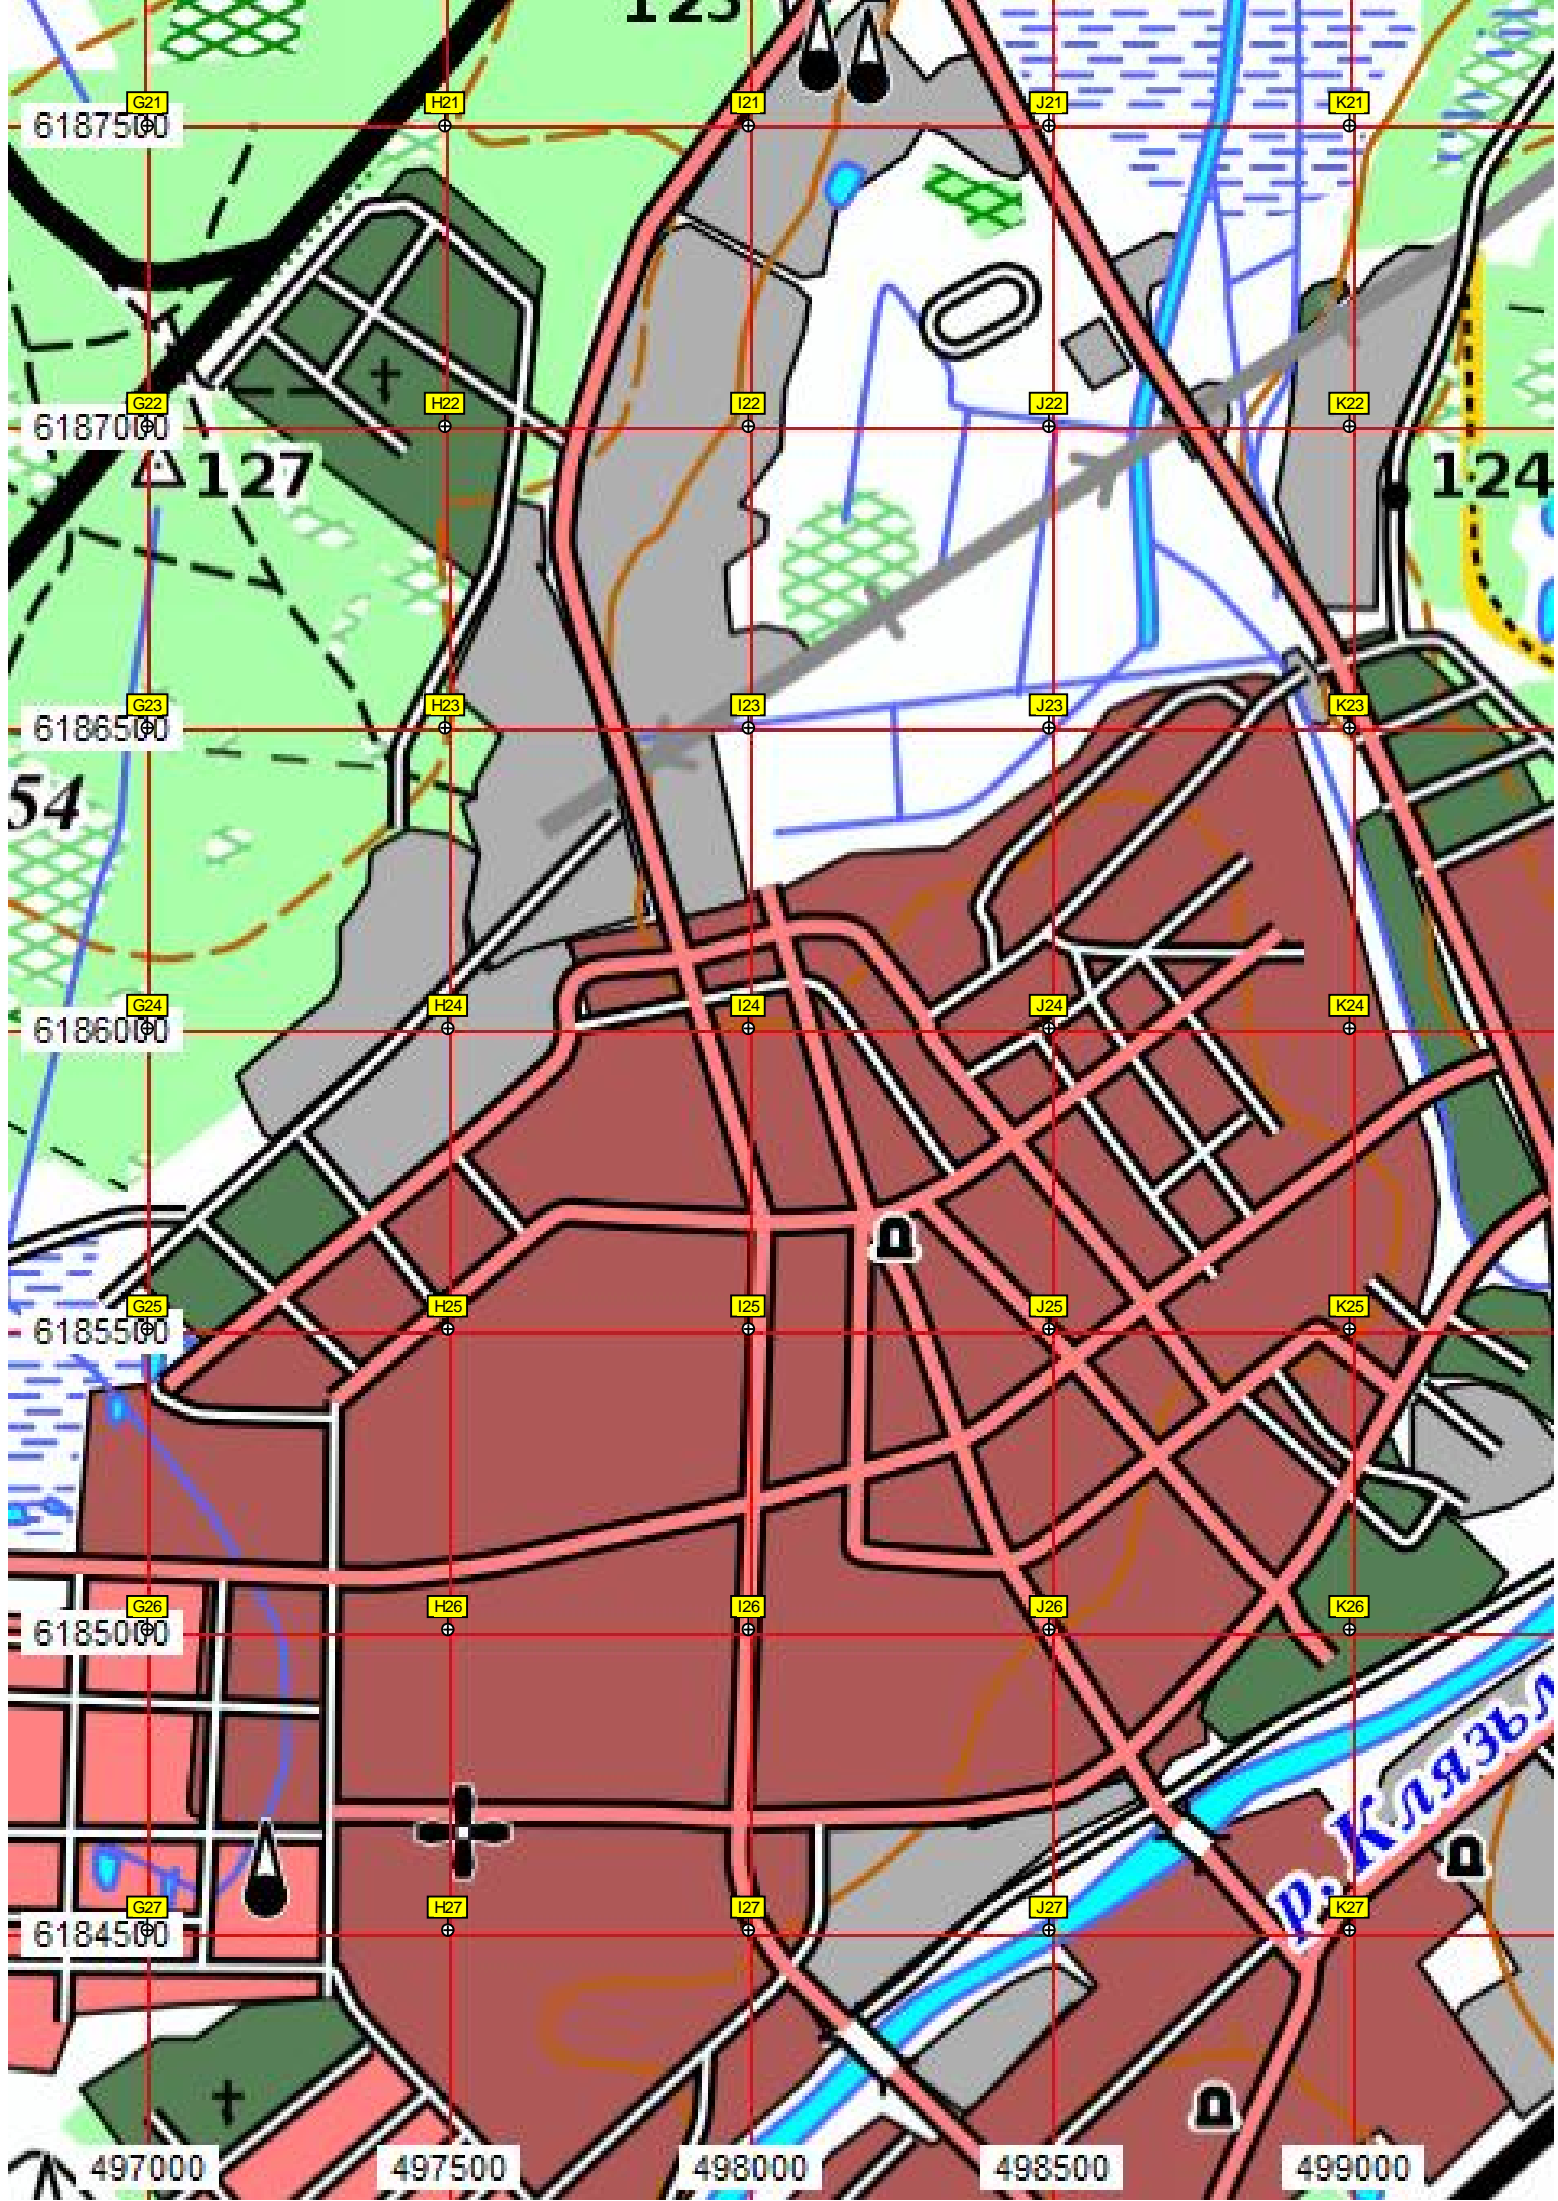 123
G21 H21 I21 J21 K21
6187500
G22 H22 I22 J22 K22
6187000
127
124
G23 H23 I23 J23 K23
6186500
54
G24 H24 I24 J24 K24
6186000
G25 H25 I25 J25 K25
6185500
G26 H26 I26 J26 K26
6185000
р. Клязь
G27 H27 I27 J27 K27
6184500
497000 497500 498000 498500 499000